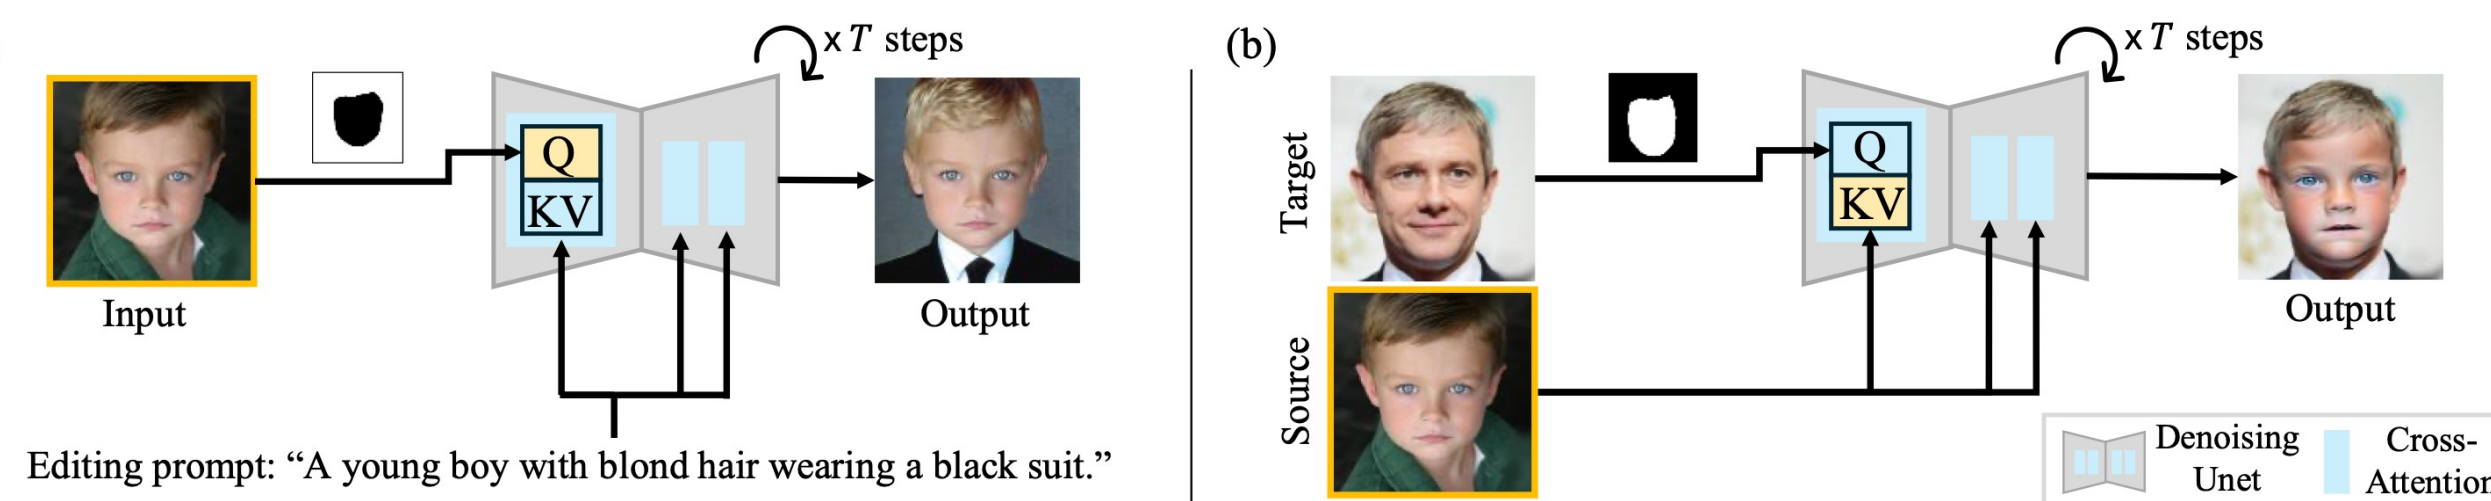 x T steps
Q
KV
Input
Output
Editing prompt: “A young boy with blond hair wearing a black suit.”
(b)
x T steps
Target
Q
KV
Source
Output
Denoising
Unet
Cross-
Attention